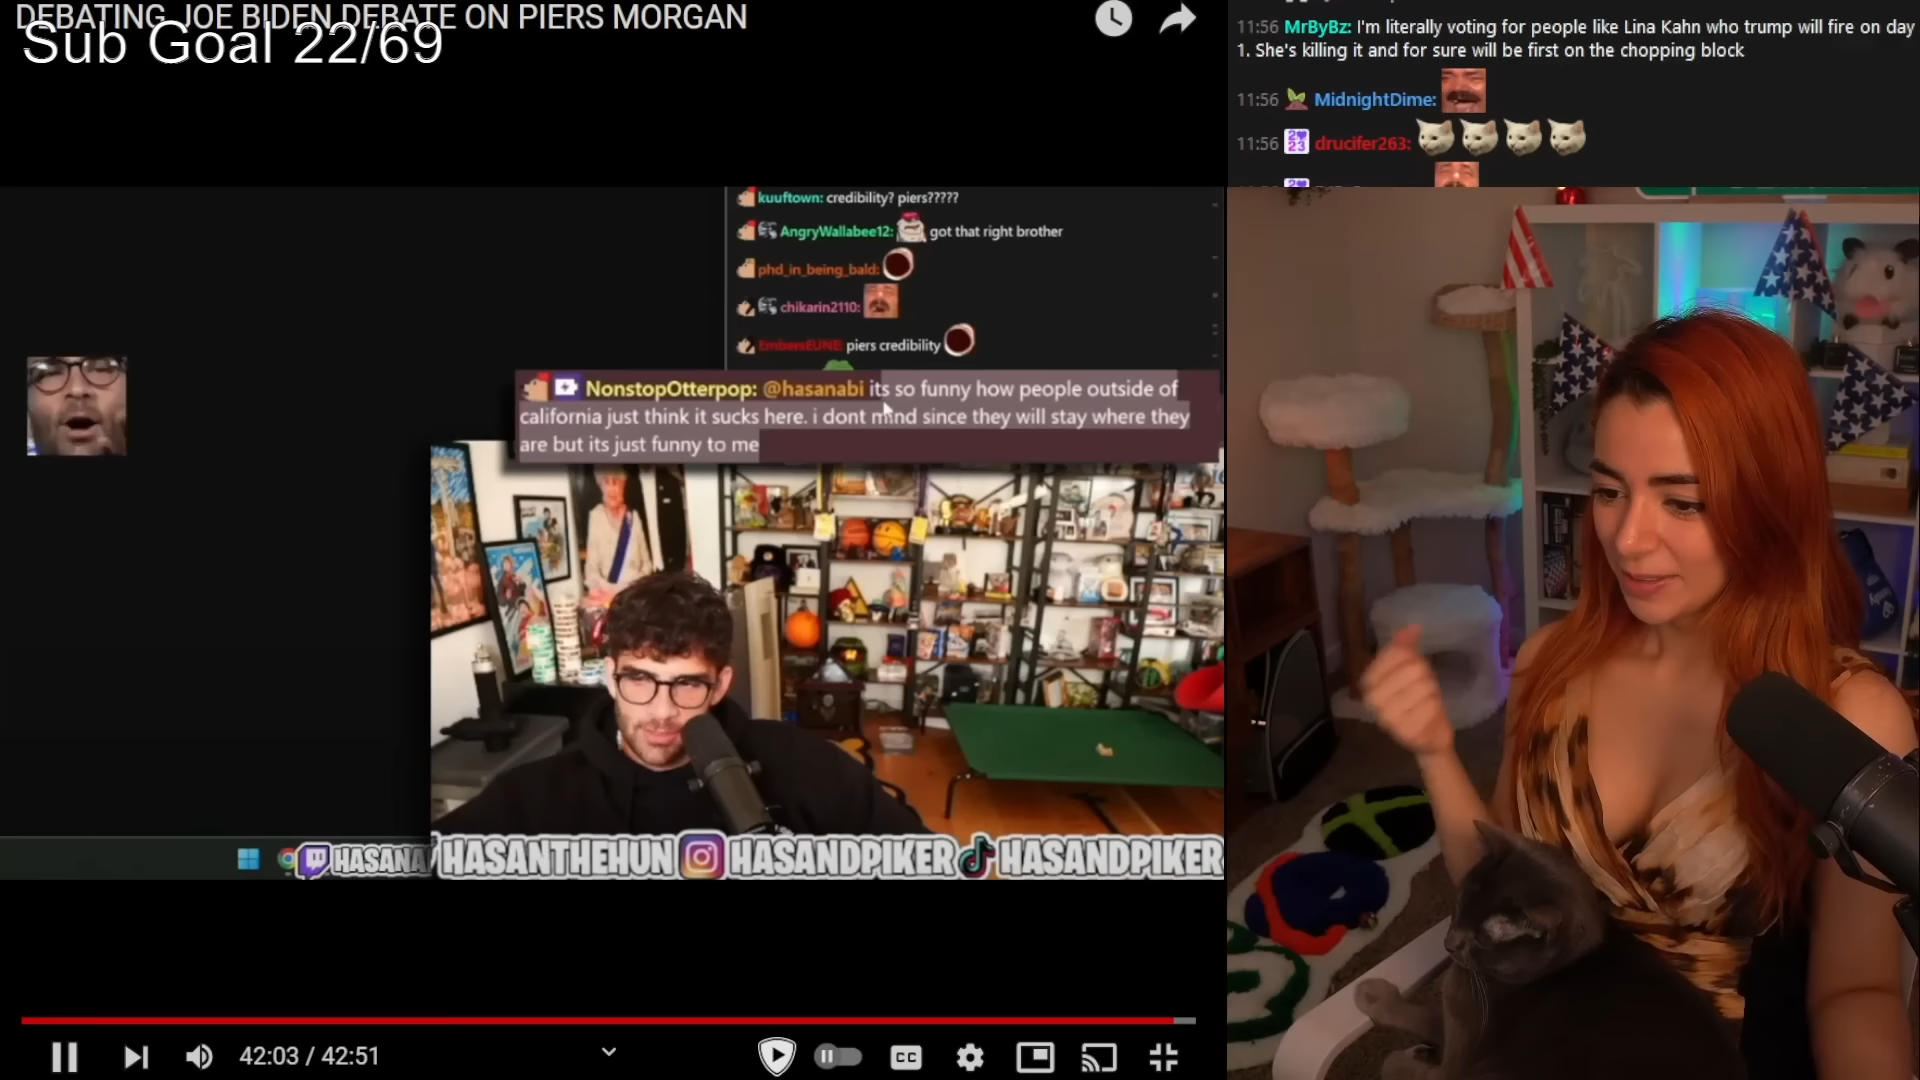 DEBATING JOE BIDEN DEBATE ON PIERS MORGAN
Sub Goal 22/69
11:56 MrByBz: I'm literally voting for people like Lina Kahn who trump will fire on day
1. She's killing it and for sure will be first on the chopping block
11:56 MidnightDime:
11:56 drucifer263:
kuuftown: credibility? piers?????
AngryWallabee12: got that right brother
phd_in_being_bald:
chikarin2110:
EmbersEUNE: piers credibility
NonstopOtterpop: @hasanabi its so funny how people outside of
california just think it sucks here. i dont mind since they will stay where they
are but its just funny to me
HASANA /HASANTHEHUN HASANDPIKER HASANDPIKER
42:03 / 42:51
CC